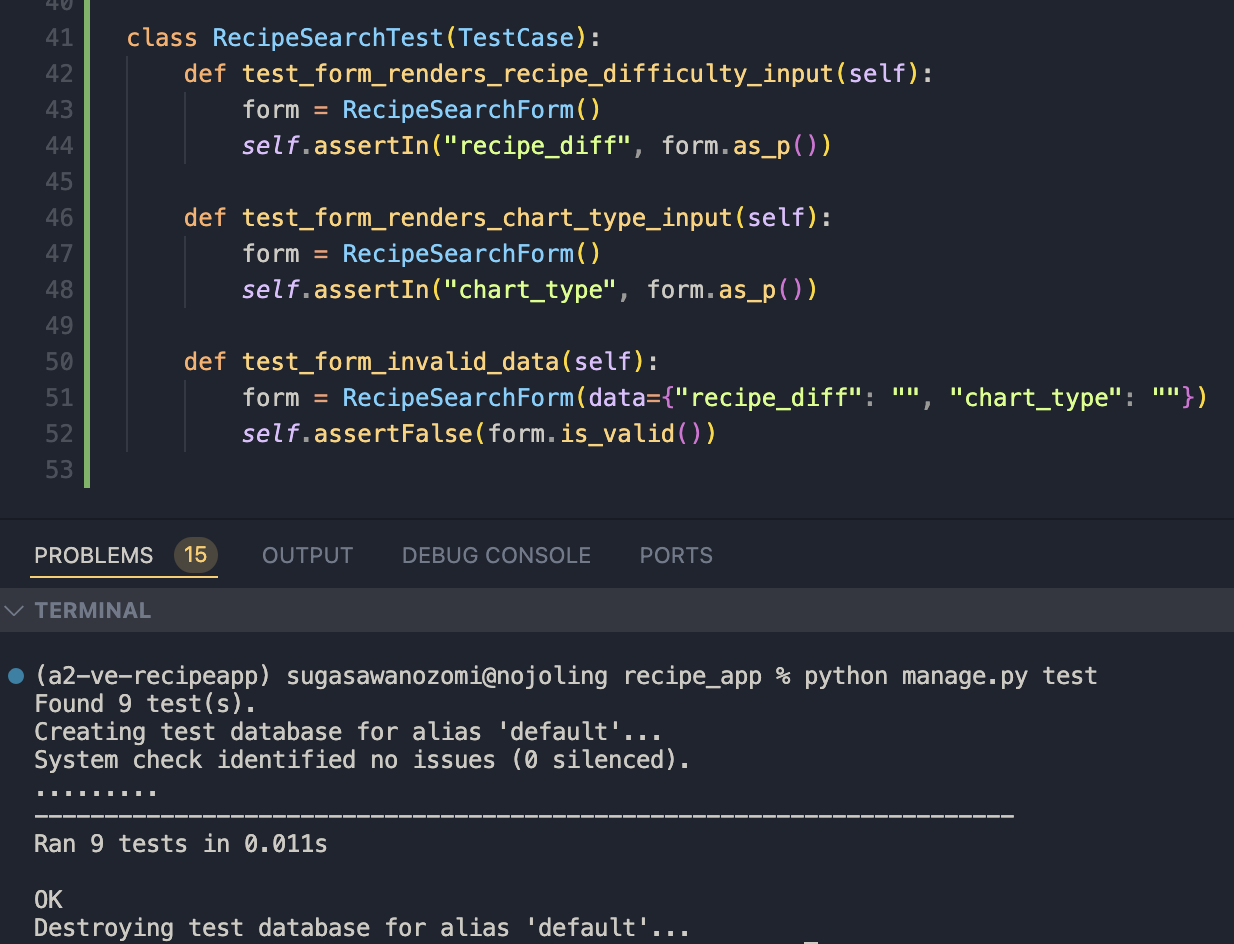 40
41 class RecipeSearchTest(TestCase):
42 def test_form_renders_recipe_difficulty_input(self):
43 form = RecipeSearchForm()
44 self.assertIn("recipe_diff", form.as_p())
45
46 def test_form_renders_chart_type_input(self):
47 form = RecipeSearchForm()
48 self.assertIn("chart_type", form.as_p())
49
50 def test_form_invalid_data(self):
51 form = RecipeSearchForm(data={"recipe_diff": "", "chart_type": ""})
52 self.assertFalse(form.is_valid())
53
PROBLEMS 15 OUTPUT DEBUG CONSOLE PORTS
TERMINAL
(a2-ve-recipeapp) sugasawanozomi@nojoling recipe_app % python manage.py test
Found 9 test(s).
Creating test database for alias 'default'...
System check identified no issues (0 silenced).
.........
----------------------------------------------------------------------
Ran 9 tests in 0.011s
OK
Destroying test database for alias 'default'...